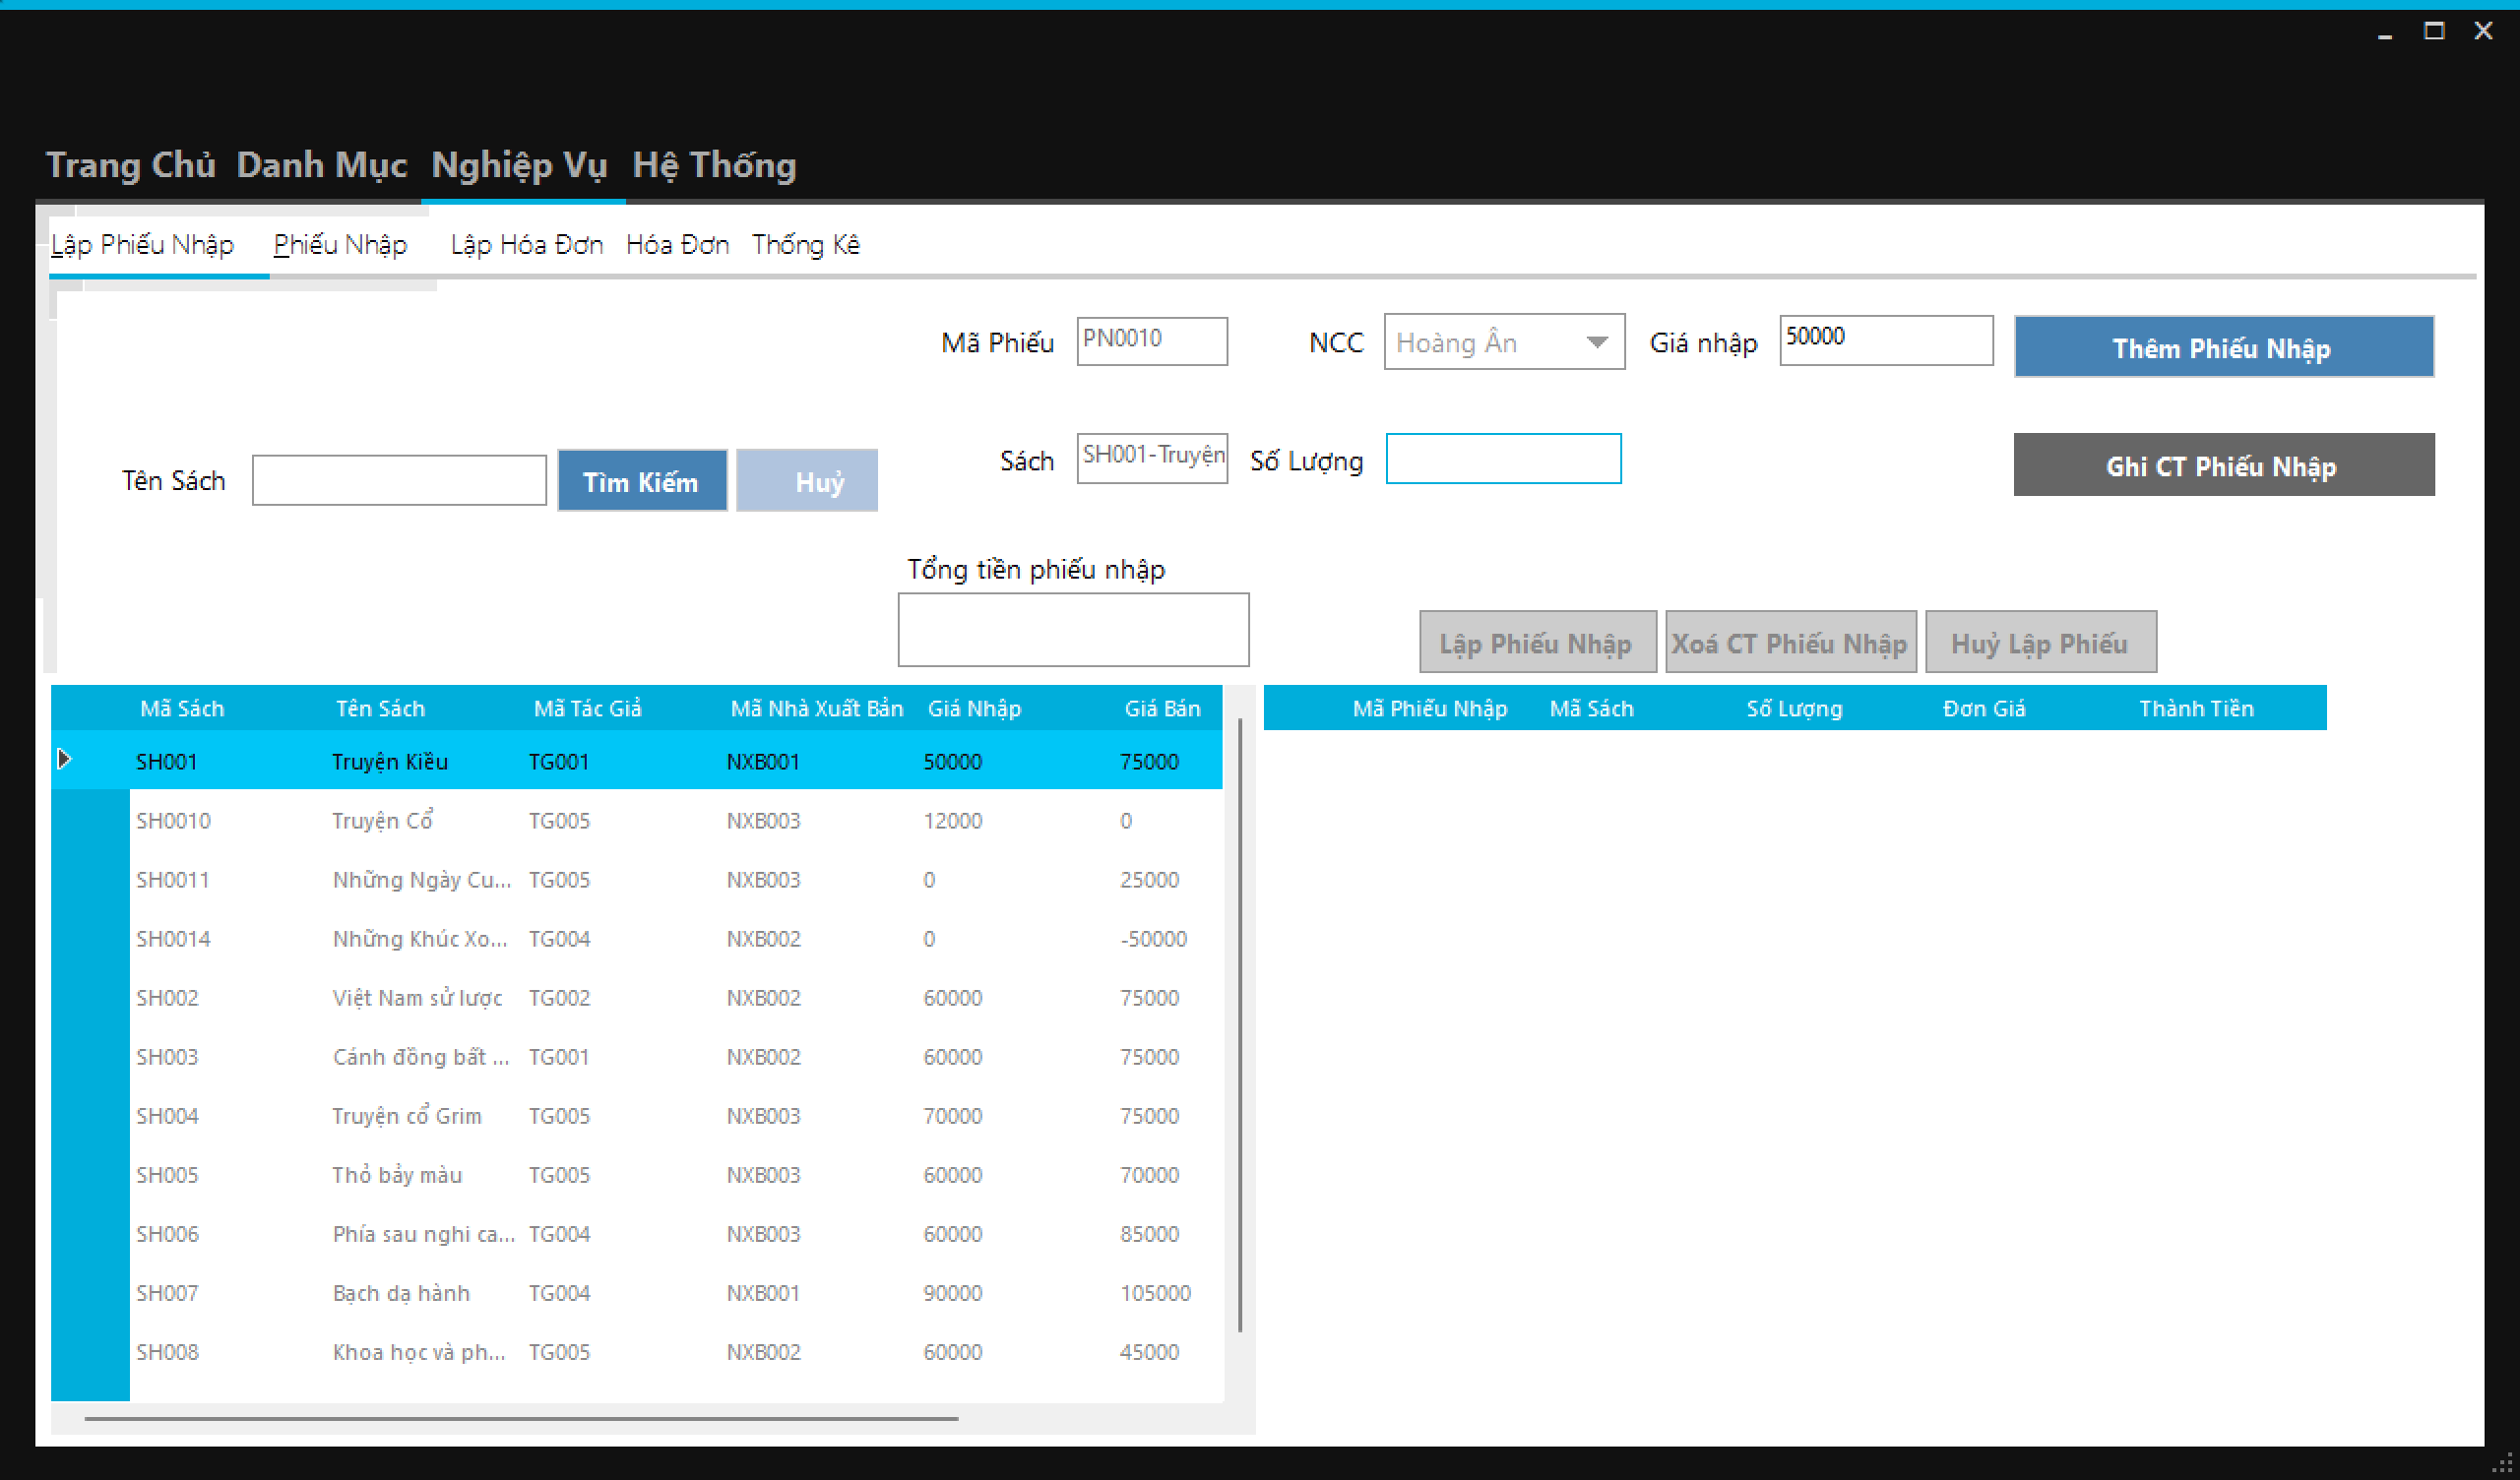 Trang Chủ Danh Mục Nghiệp Vụ Hệ Thống
Lập Phiếu Nhập Phiếu Nhập Lập Hóa Đơn Hóa Đơn Thống Kê
Mã Phiếu PN0010 NCC Hoàng Ân Giá nhập 50000 Thêm Phiếu Nhập
Tên Sách Tìm Kiếm Huỷ Sách SH001-Truyện Số Lượng Ghi CT Phiếu Nhập
Tổng tiền phiếu nhập
Lập Phiếu Nhập Xoá CT Phiếu Nhập Huỷ Lập Phiếu
Mã Sách Tên Sách Mã Tác Giả Mã Nhà Xuất Bản Giá Nhập Giá Bán
SH001 Truyện Kiều TG001 NXB001 50000 75000
SH0010 Truyện Cổ TG005 NXB003 12000 0
SH0011 Những Ngày Cu... TG005 NXB003 0 25000
SH0014 Những Khúc Xo... TG004 NXB002 0 -50000
SH002 Việt Nam sử lược TG002 NXB002 60000 75000
SH003 Cánh đồng bất ... TG001 NXB002 60000 75000
SH004 Truyện cổ Grim TG005 NXB003 70000 75000
SH005 Thỏ bẩy màu TG005 NXB003 60000 70000
SH006 Phía sau nghi ca... TG004 NXB003 60000 85000
SH007 Bạch dạ hành TG004 NXB001 90000 105000
SH008 Khoa học và ph... TG005 NXB002 60000 45000
Mã Phiếu Nhập Mã Sách Số Lượng Đơn Giá Thành Tiền